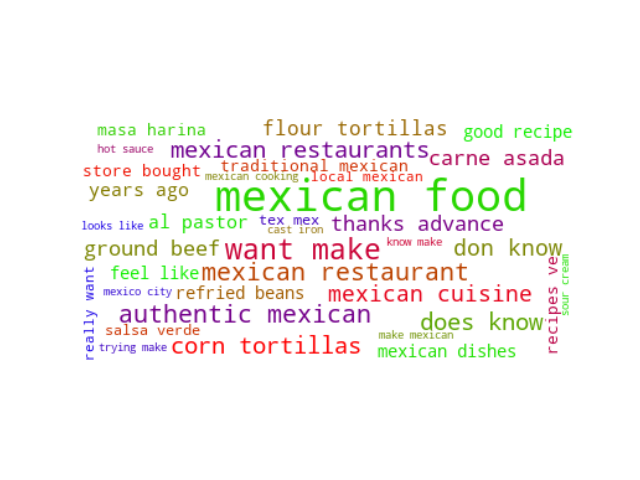 masa harina
flour tortillas
good recipe
hot sauce
mexican restaurants
carne asada
store bought
traditional mexican
mexican cooking
local mexican
years ago
mexican food
looks like
al pastor
tex mex
cast iron
thanks advance
ground beef
want make
know make
don know
feel like
mexican restaurant
recipes ve
sour cream
really want
mexico city
refried beans
mexican cuisine
authentic mexican
does know
salsa verde
make mexican
trying make
corn tortillas
mexican dishes